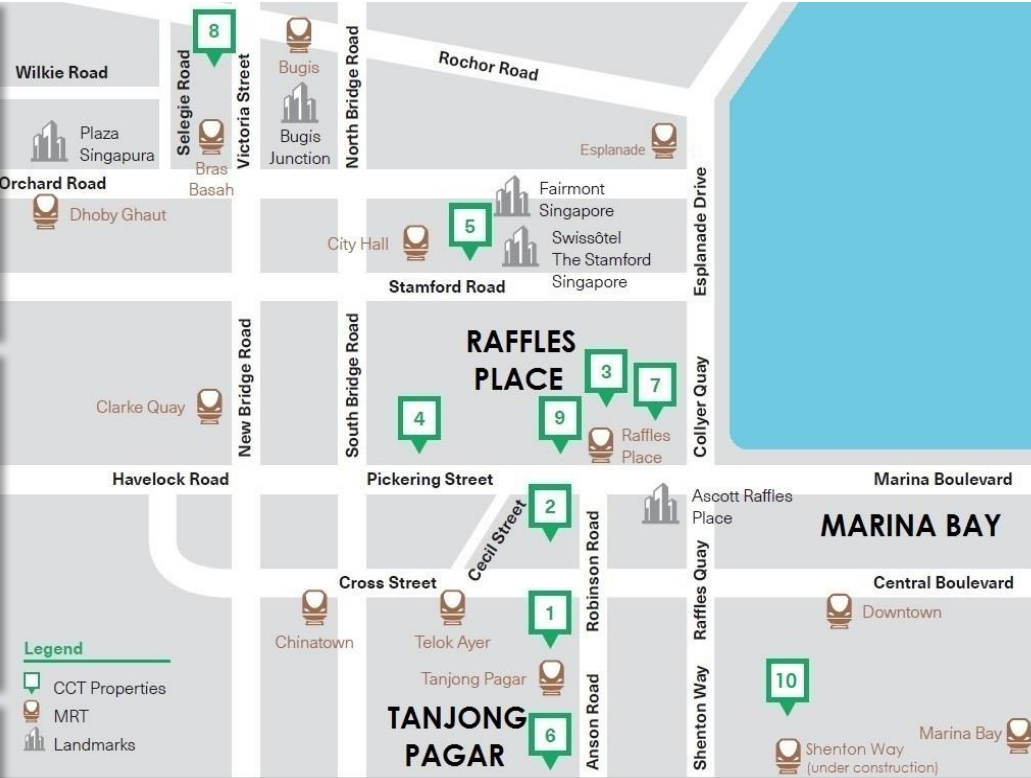 8
Bugis
Rochor Road
Wilkie Road
Selegie Road
Victoria Street
North Bridge Road
Plaza
Singapura
Bugis
Junction
Bras
Basah
Esplanade
Orchard Road
Dhoby Ghaut
Fairmont
Singapore
5
City Hall
Swissôtel
The Stamford
Singapore
Esplanade Drive
Stamford Road
RAFFLES
PLACE
New Bridge Road
South Bridge Road
3
7
Collyer Quay
Clarke Quay
4
9
Raffles
Place
Havelock Road
Pickering Street
Marina Boulevard
2
Cecil Street
Robinson Road
Ascott Raffles
Place
MARINA BAY
Raffles Quay
Cross Street
Central Boulevard
Chinatown
Telok Ayer
1
Downtown
Legend
CCT Properties
MRT
Landmarks
Tanjong Pagar
10
TANJONG
PAGAR
6
Anson Road
Shenton Way
Marina Bay
Shenton Way
(under construction)